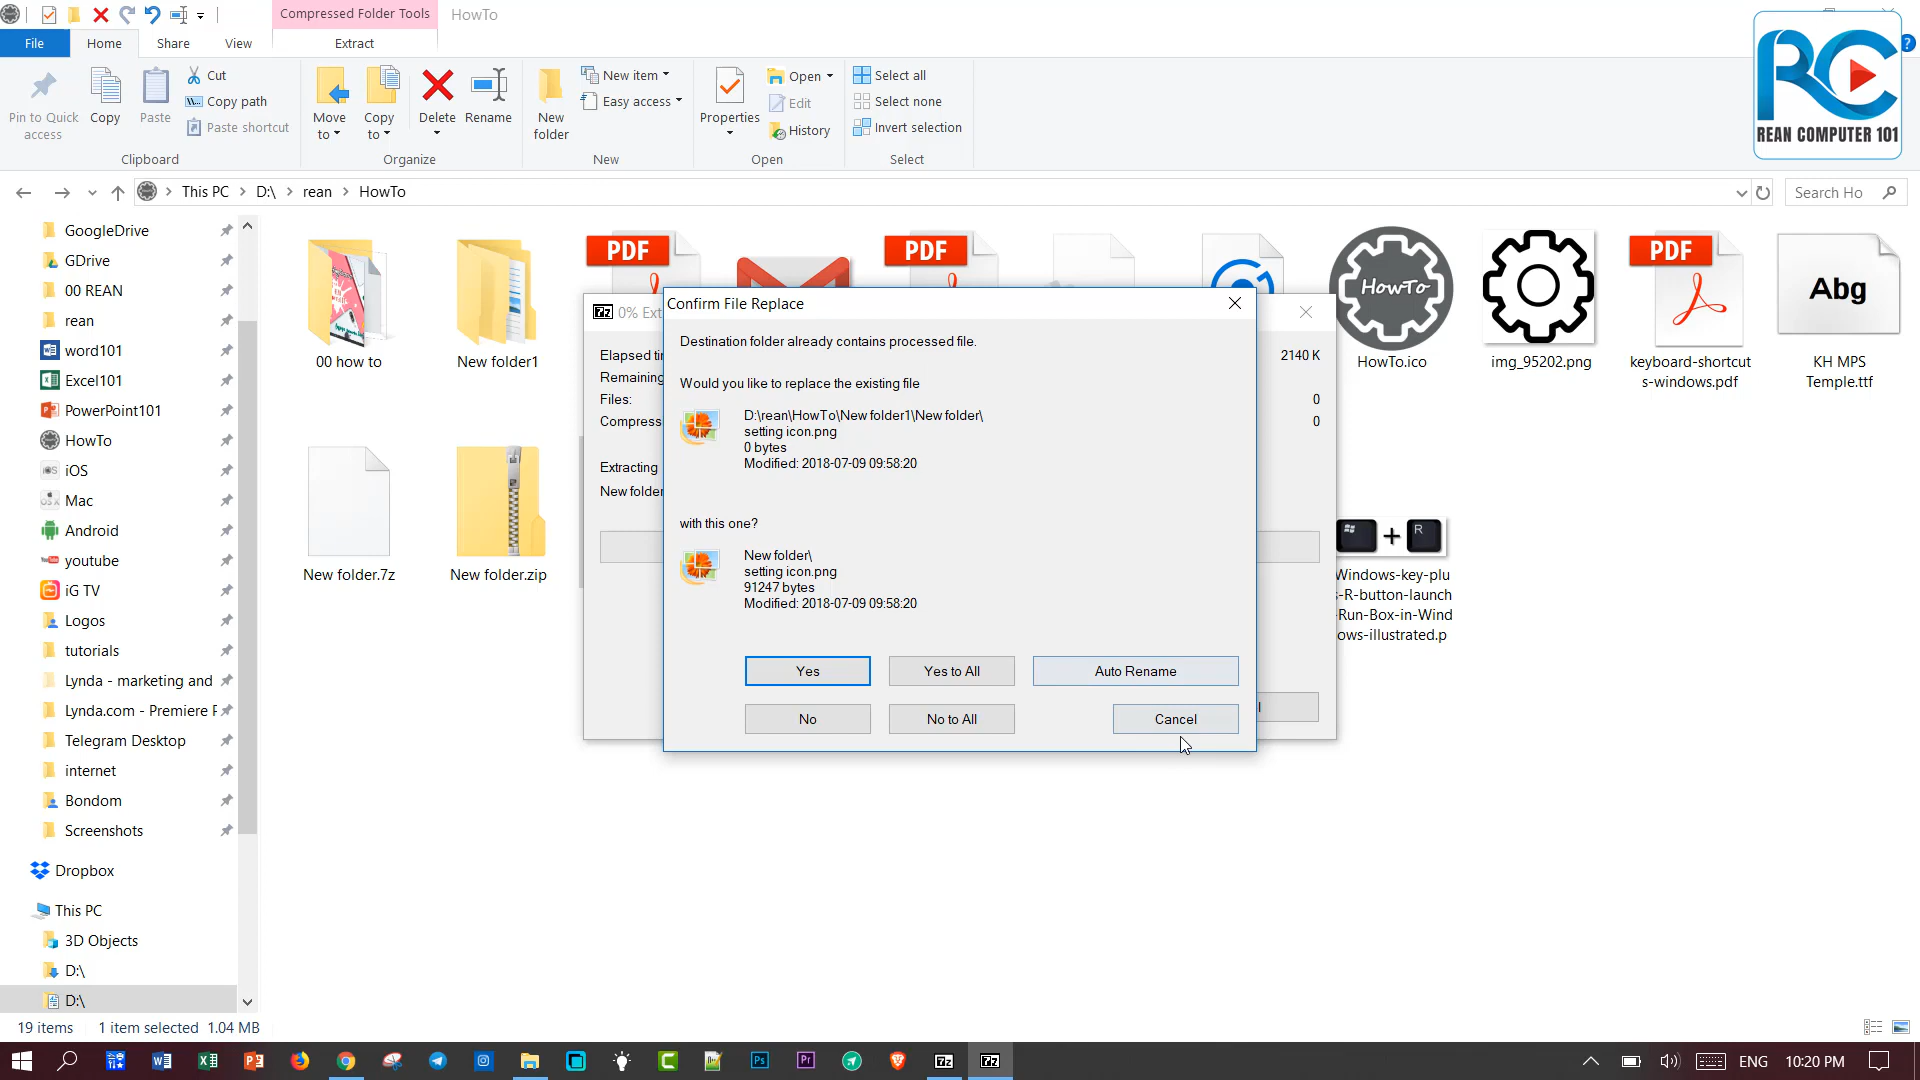 Compressed Folder Tools
HowTo
File
Home
Share
View
Extract
Pin to Quick access
Copy
Paste
Cut
Copy path
Paste shortcut
Clipboard
Move to
Copy to
Delete
Rename
Organize
New folder
New item
Easy access
New
Properties
Open
Edit
History
Open
Select all
Select none
Invert selection
Select
RC
REAN COMPUTER 101
This PC
D:\
rean
HowTo
Search Ho
GoogleDrive
GDrive
00 REAN
rean
word101
Excel101
PowerPoint101
HowTo
iOS
Mac
Android
youtube
iG TV
Logos
tutorials
Lynda - marketing and
Lynda.com - Premiere P
Telegram Desktop
internet
Bondom
Screenshots
Dropbox
This PC
3D Objects
D:\
D:\
00 how to
New folder1
PDF
PDF
HowTo
HowTo.ico
img_95202.png
PDF
keyboard-shortcut
s-windows.pdf
Abg
KH MPS
Temple.ttf
New folder.7z
New folder.zip
R
Windows-key-plu
s-R-button-launch
-Run-Box-in-Wind
ows-illustrated.p
7z 0% Ext
Elapsed ti
Remaining
Files:
Compress
Extracting
New folder
2140 K
0
0
Confirm File Replace
Destination folder already contains processed file.
Would you like to replace the existing file
D:\rean\HowTo\New folder1\New folder\
setting icon.png
0 bytes
Modified: 2018-07-09 09:58:20
with this one?
New folder\
setting icon.png
91247 bytes
Modified: 2018-07-09 09:58:20
Yes
Yes to All
Auto Rename
No
No to All
Cancel
19 items
1 item selected
1.04 MB
ENG
10:20 PM